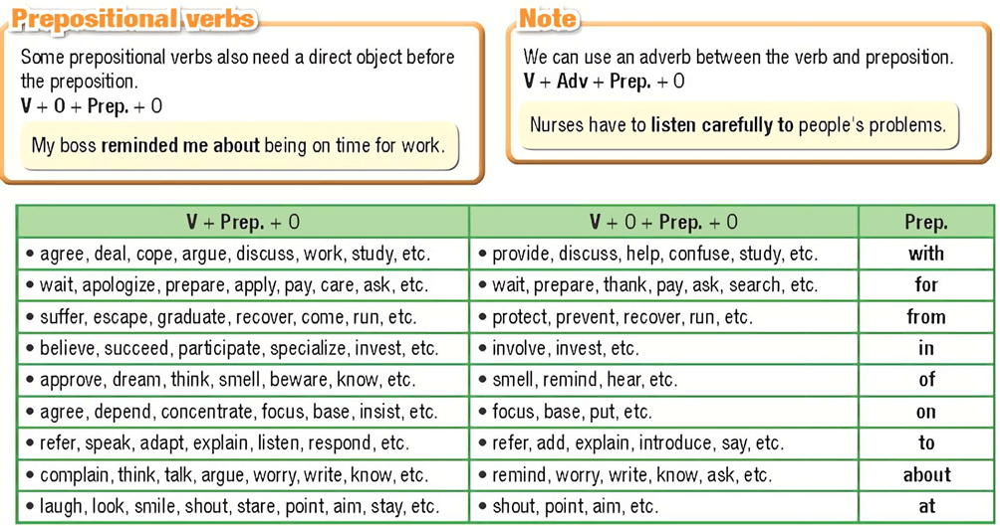 Prepositional verbs
Some prepositional verbs also need a direct object before
the preposition.
V + O + Prep. + O
My boss reminded me about being on time for work.
Note
We can use an adverb between the verb and preposition.
V + Adv + Prep. + O
Nurses have to listen carefully to people's problems.
V + Prep. + O V + O + Prep. + O Prep.
• agree, deal, cope, argue, discuss, work, study, etc. • provide, discuss, help, confuse, study, etc. with
• wait, apologize, prepare, apply, pay, care, ask, etc. • wait, prepare, thank, pay, ask, search, etc. for
• suffer, escape, graduate, recover, come, run, etc. • protect, prevent, recover, run, etc. from
• believe, succeed, participate, specialize, invest, etc. • involve, invest, etc. in
• approve, dream, think, smell, beware, know, etc. • smell, remind, hear, etc. of
• agree, depend, concentrate, focus, base, insist, etc. • focus, base, put, etc. on
• refer, speak, adapt, explain, listen, respond, etc. • refer, add, explain, introduce, say, etc. to
• complain, think, talk, argue, worry, write, know, etc. • remind, worry, write, know, ask, etc. about
• laugh, look, smile, shout, stare, point, aim, stay, etc. • shout, point, aim, etc. at